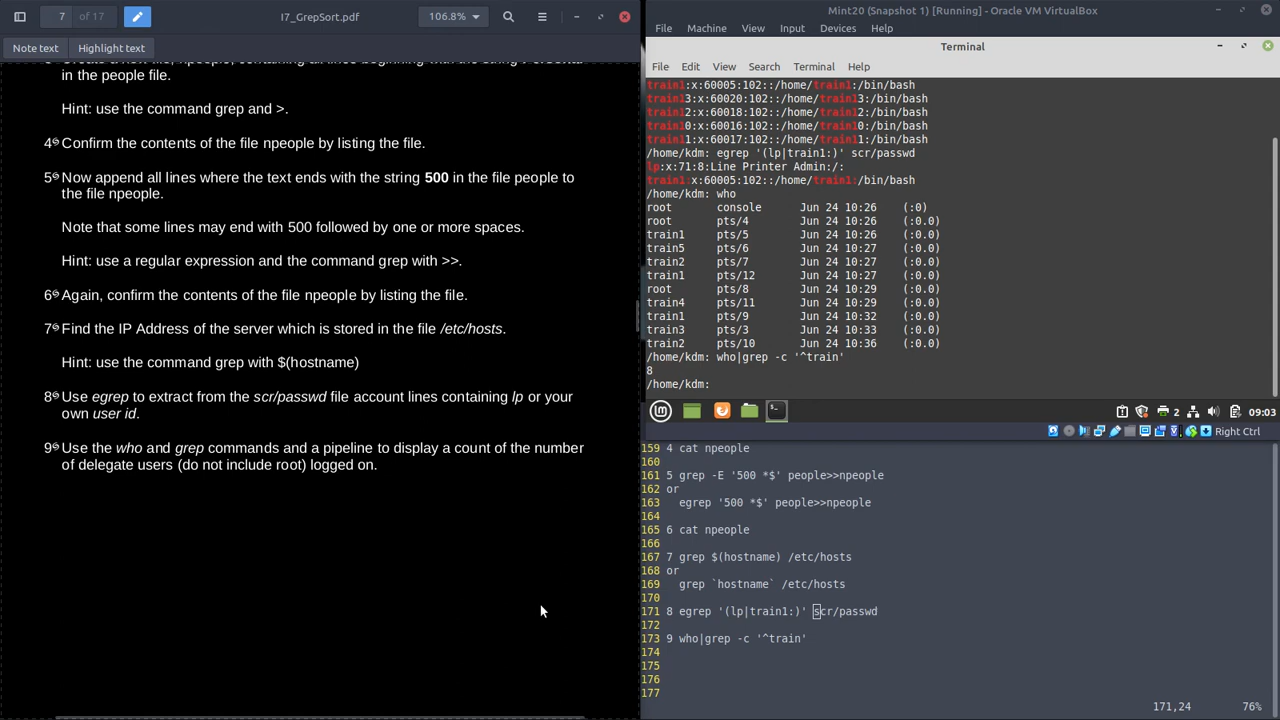 7 of 17
I7_GrepSort.pdf
106.8%
Note text
Highlight text
in the people file.
Hint: use the command grep and >.
4 Confirm the contents of the file npeople by listing the file.
5 Now append all lines where the text ends with the string 500 in the file people to
the file npeople.
Note that some lines may end with 500 followed by one or more spaces.
Hint: use a regular expression and the command grep with >>.
6 Again, confirm the contents of the file npeople by listing the file.
7 Find the IP Address of the server which is stored in the file /etc/hosts.
Hint: use the command grep with $(hostname)
8 Use egrep to extract from the scr/passwd file account lines containing lp or your
own user id.
9 Use the who and grep commands and a pipeline to display a count of the number
of delegate users (do not include root) logged on.
Mint20 (Snapshot 1) [Running] - Oracle VM VirtualBox
File Machine View Input Devices Help
Terminal
File Edit View Search Terminal Help
train1:x:60005:102::/home/train1:/bin/bash
train13:x:60020:102::/home/train13:/bin/bash
train12:x:60018:102::/home/train12:/bin/bash
train10:x:60016:102::/home/train10:/bin/bash
train11:x:60017:102::/home/train11:/bin/bash
/home/kdm: egrep '(lp|train1:)' scr/passwd
lp:x:71:8:Line Printer Admin:/:
train1:x:60005:102::/home/train1:/bin/bash
/home/kdm: who
root console Jun 24 10:26 (:0)
root pts/4 Jun 24 10:26 (:0.0)
train1 pts/5 Jun 24 10:26 (:0.0)
train5 pts/6 Jun 24 10:27 (:0.0)
train2 pts/7 Jun 24 10:27 (:0.0)
train1 pts/12 Jun 24 10:27 (:0.0)
root pts/8 Jun 24 10:29 (:0.0)
train4 pts/11 Jun 24 10:29 (:0.0)
train1 pts/9 Jun 24 10:32 (:0.0)
train3 pts/3 Jun 24 10:33 (:0.0)
train2 pts/10 Jun 24 10:36 (:0.0)
/home/kdm: who|grep -c '^train'
8
/home/kdm:
2 09:03
Right Ctrl
159 4 cat npeople
160
161 5 grep -E '500 *$' people>>npeople
162 or
163 egrep '500 *$' people>>npeople
164
165 6 cat npeople
166
167 7 grep $(hostname) /etc/hosts
168 or
169 grep `hostname` /etc/hosts
170
171 8 egrep '(lp|train1:)' scr/passwd
172
173 9 who|grep -c '^train'
174
175
176
177
171,24 76%